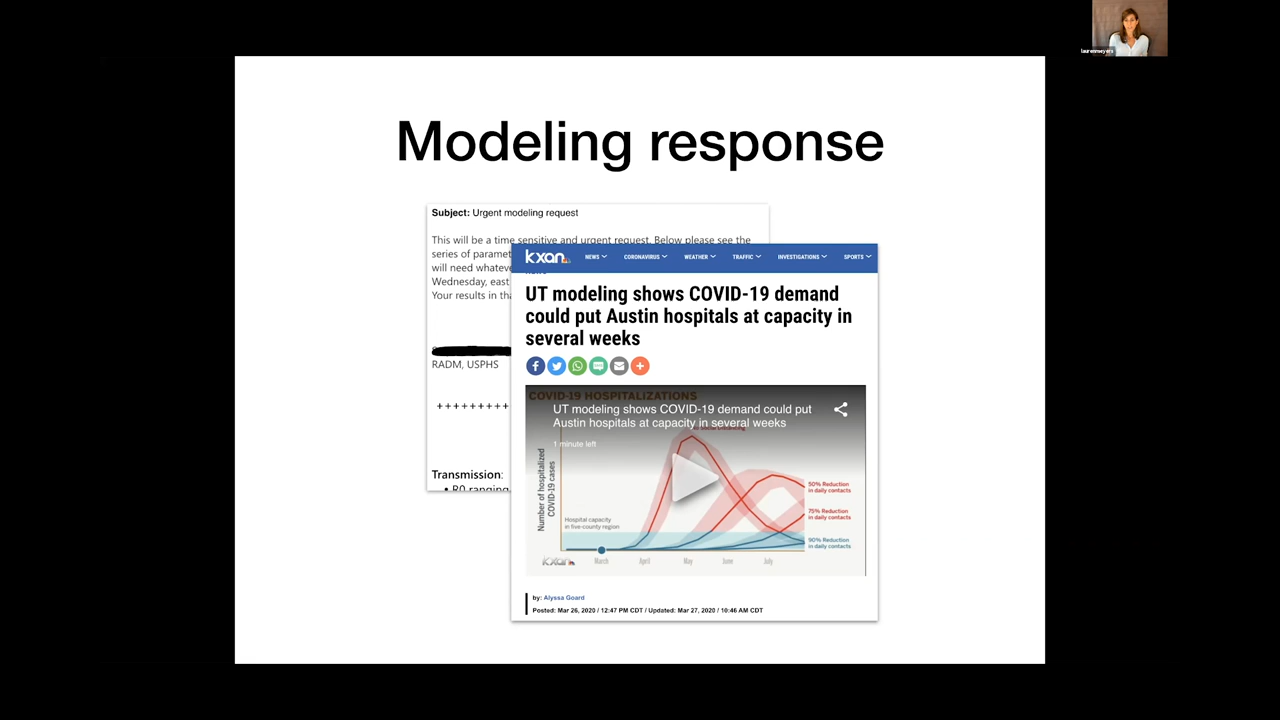 laurenmeyers
Modeling response
Subject: Urgent modeling request
This will be a time sensitive and urgent request. Below please see the
series of paramet
will need whateve
Wednesday, east
Your results in tha
RADM, USPHS
+++++++++
Transmission:
• R0 ranging
kxan
NEWS CORONAVIRUS WEATHER TRAFFIC INVESTIGATIONS SPORTS
UT modeling shows COVID-19 demand
could put Austin hospitals at capacity in
several weeks
COVID-19 HOSPITALIZATIONS
UT modeling shows COVID-19 demand could put
Austin hospitals at capacity in several weeks
1 minute left
Number of hospitalized
COVID-19 cases
50% Reduction
in daily contacts
75% Reduction
in daily contacts
90% Reduction
in daily contacts
Hospital capacity
in five-county region
kxan
March April May June July
by: Alyssa Goard
Posted: Mar 26, 2020 / 12:47 PM CDT / Updated: Mar 27, 2020 / 10:46 AM CDT